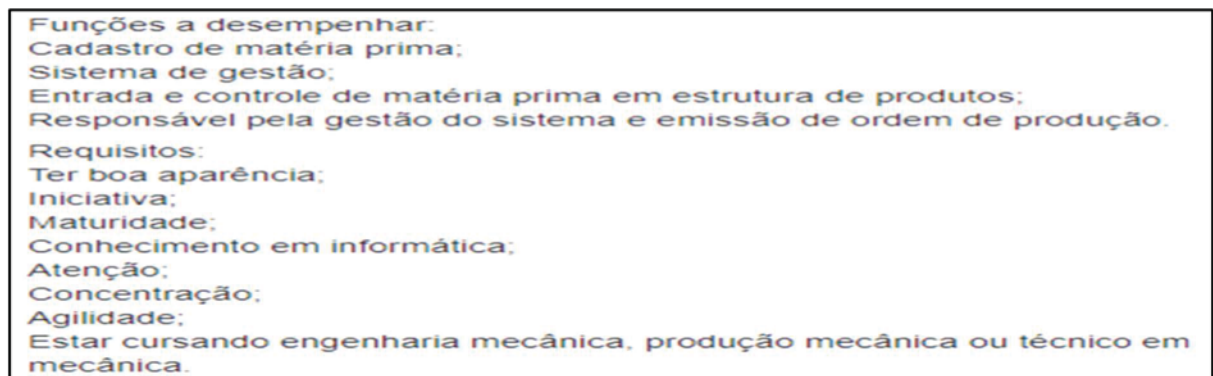 Funções a desempenhar:
Cadastro de matéria prima;
Sistema de gestão;
Entrada e controle de matéria prima em estrutura de produtos;
Responsável pela gestão do sistema e emissão de ordem de produção.
Requisitos:
Ter boa aparência;
Iniciativa;
Maturidade;
Conhecimento em informática;
Atenção;
Concentração;
Agilidade;
Estar cursando engenharia mecânica, produção mecânica ou técnico em
mecânica.